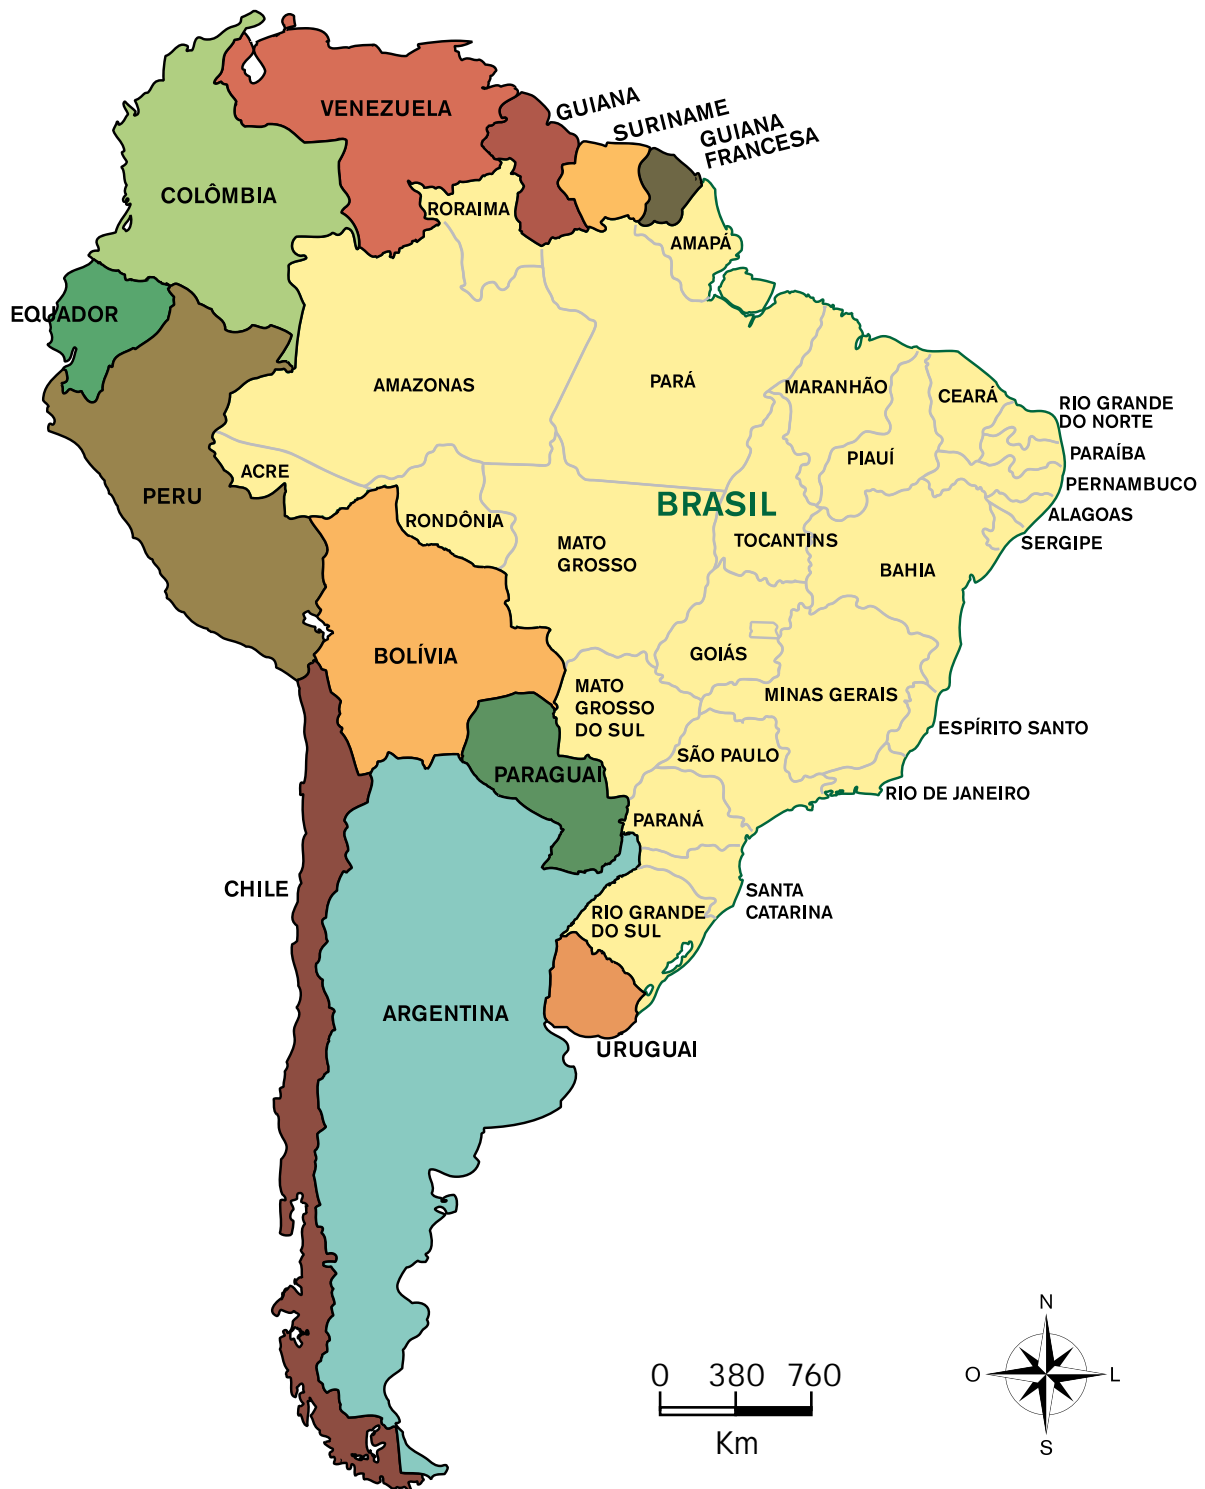 VENEZUELA
GUIANA
SURINAME
GUIANA
FRANCESA
COLÔMBIA
RORAIMA
AMAPÁ
EQUADOR
AMAZONAS
PARÁ
MARANHÃO
CEARÁ
RIO GRANDE
DO NORTE
PARAÍBA
PIAUÍ
ACRE
PERU
PERNAMBUCO
BRASIL
ALAGOAS
RONDÔNIA
SERGIPE
TOCANTINS
MATO
GROSSO
BAHIA
BOLÍVIA
GOIÁS
MATO
GROSSO
DO SUL
MINAS GERAIS
ESPÍRITO SANTO
SÃO PAULO
PARAGUAI
RIO DE JANEIRO
PARANÁ
CHILE
SANTA
CATARINA
RIO GRANDE
DO SUL
ARGENTINA
URUGUAI
N
O
L
S
0 380 760
Km